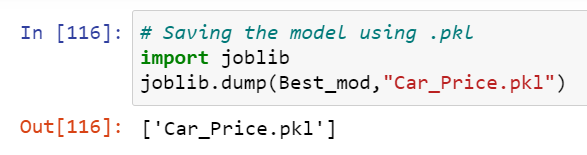 In [116]: # Saving the model using .pkl
import joblib
joblib.dump(Best_mod,"Car_Price.pkl")
Out[116]: ['Car_Price.pkl']